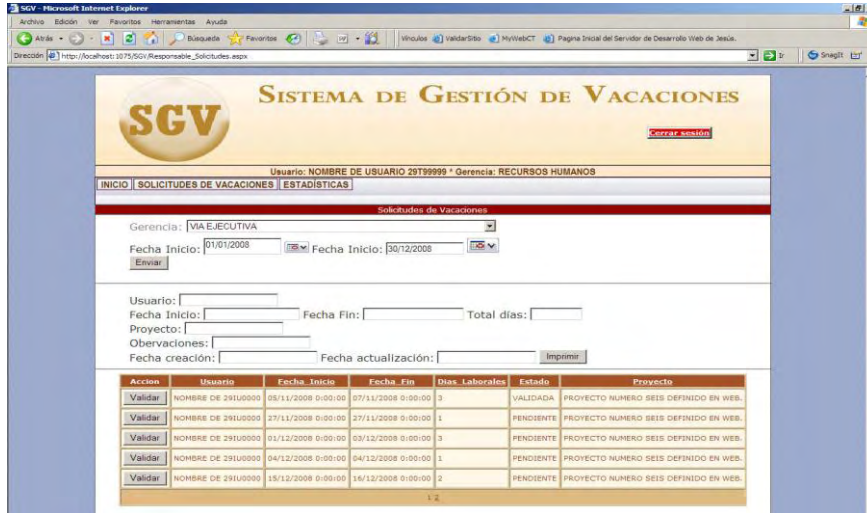 SGV - Microsoft Internet Explorer
Archivo Edición Ver Favoritos Herramientas Ayuda
Atrás Búsqueda Favoritos Vínculos ValidarSitio MyWebCT Pagina Inicial del Servidor de Desarrollo Web de Jesús.
Dirección http://localhost:1075/SGV/Responsable_Solicitudes.aspx Ir SnagIt
SGV
SISTEMA DE GESTIÓN DE VACACIONES
Cerrar sesión
Usuario: NOMBRE DE USUARIO 29T99999 * Gerencia: RECURSOS HUMANOS
INICIO SOLICITUDES DE VACACIONES ESTADÍSTICAS
Solicitudes de Vacaciones
Gerencia: VIA EJECUTIVA
Fecha Inicio: 01/01/2008 Fecha Inicio: 30/12/2008
Enviar
Usuario:
Fecha Inicio: Fecha Fin: Total días:
Proyecto:
Obervaciones:
Fecha creación: Fecha actualización: Imprimir
Accion Usuario Fecha_Inicio Fecha_Fin Dias_Laborales Estado Proyecto
Validar NOMBRE DE 29IU0000 05/11/2008 0:00:00 07/11/2008 0:00:00 3 VALIDADA PROYECTO NUMERO SEIS DEFINIDO EN WEB.
Validar NOMBRE DE 29IU0000 27/11/2008 0:00:00 27/11/2008 0:00:00 1 PENDIENTE PROYECTO NUMERO SEIS DEFINIDO EN WEB.
Validar NOMBRE DE 29IU0000 01/12/2008 0:00:00 03/12/2008 0:00:00 3 PENDIENTE PROYECTO NUMERO SEIS DEFINIDO EN WEB.
Validar NOMBRE DE 29IU0000 04/12/2008 0:00:00 04/12/2008 0:00:00 1 PENDIENTE PROYECTO NUMERO SEIS DEFINIDO EN WEB.
Validar NOMBRE DE 29IU0000 15/12/2008 0:00:00 16/12/2008 0:00:00 2 PENDIENTE PROYECTO NUMERO SEIS DEFINIDO EN WEB.
1 2